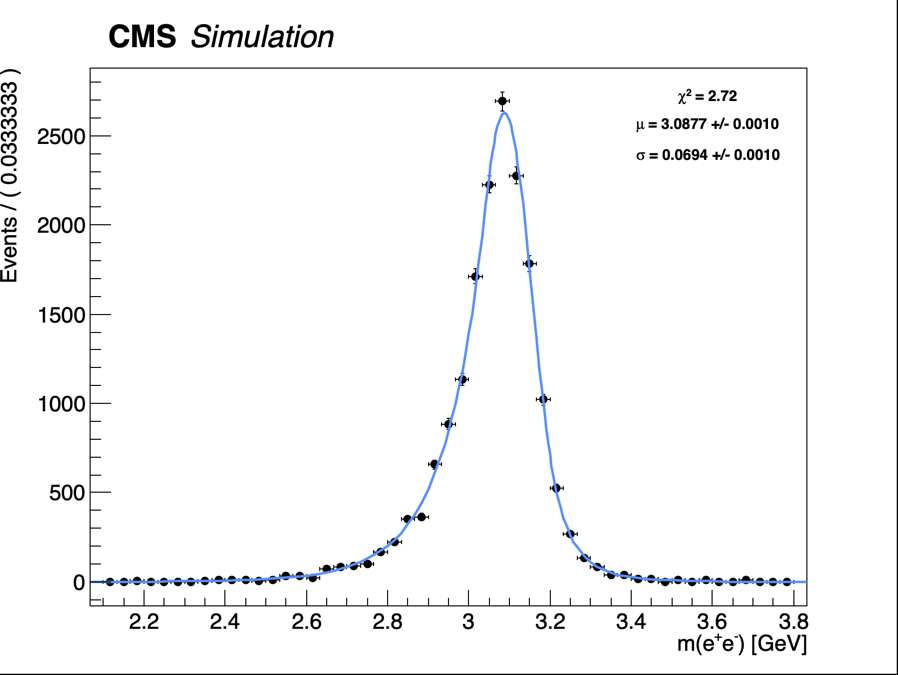 CMS Simulation
Events / ( 0.0333333 )
χ² = 2.72
μ = 3.0877 +/- 0.0010
σ = 0.0694 +/- 0.0010
2500
2000
1500
1000
500
0
2.2 2.4 2.6 2.8 3 3.2 3.4 3.6 3.8
m(e⁺e⁻) [GeV]